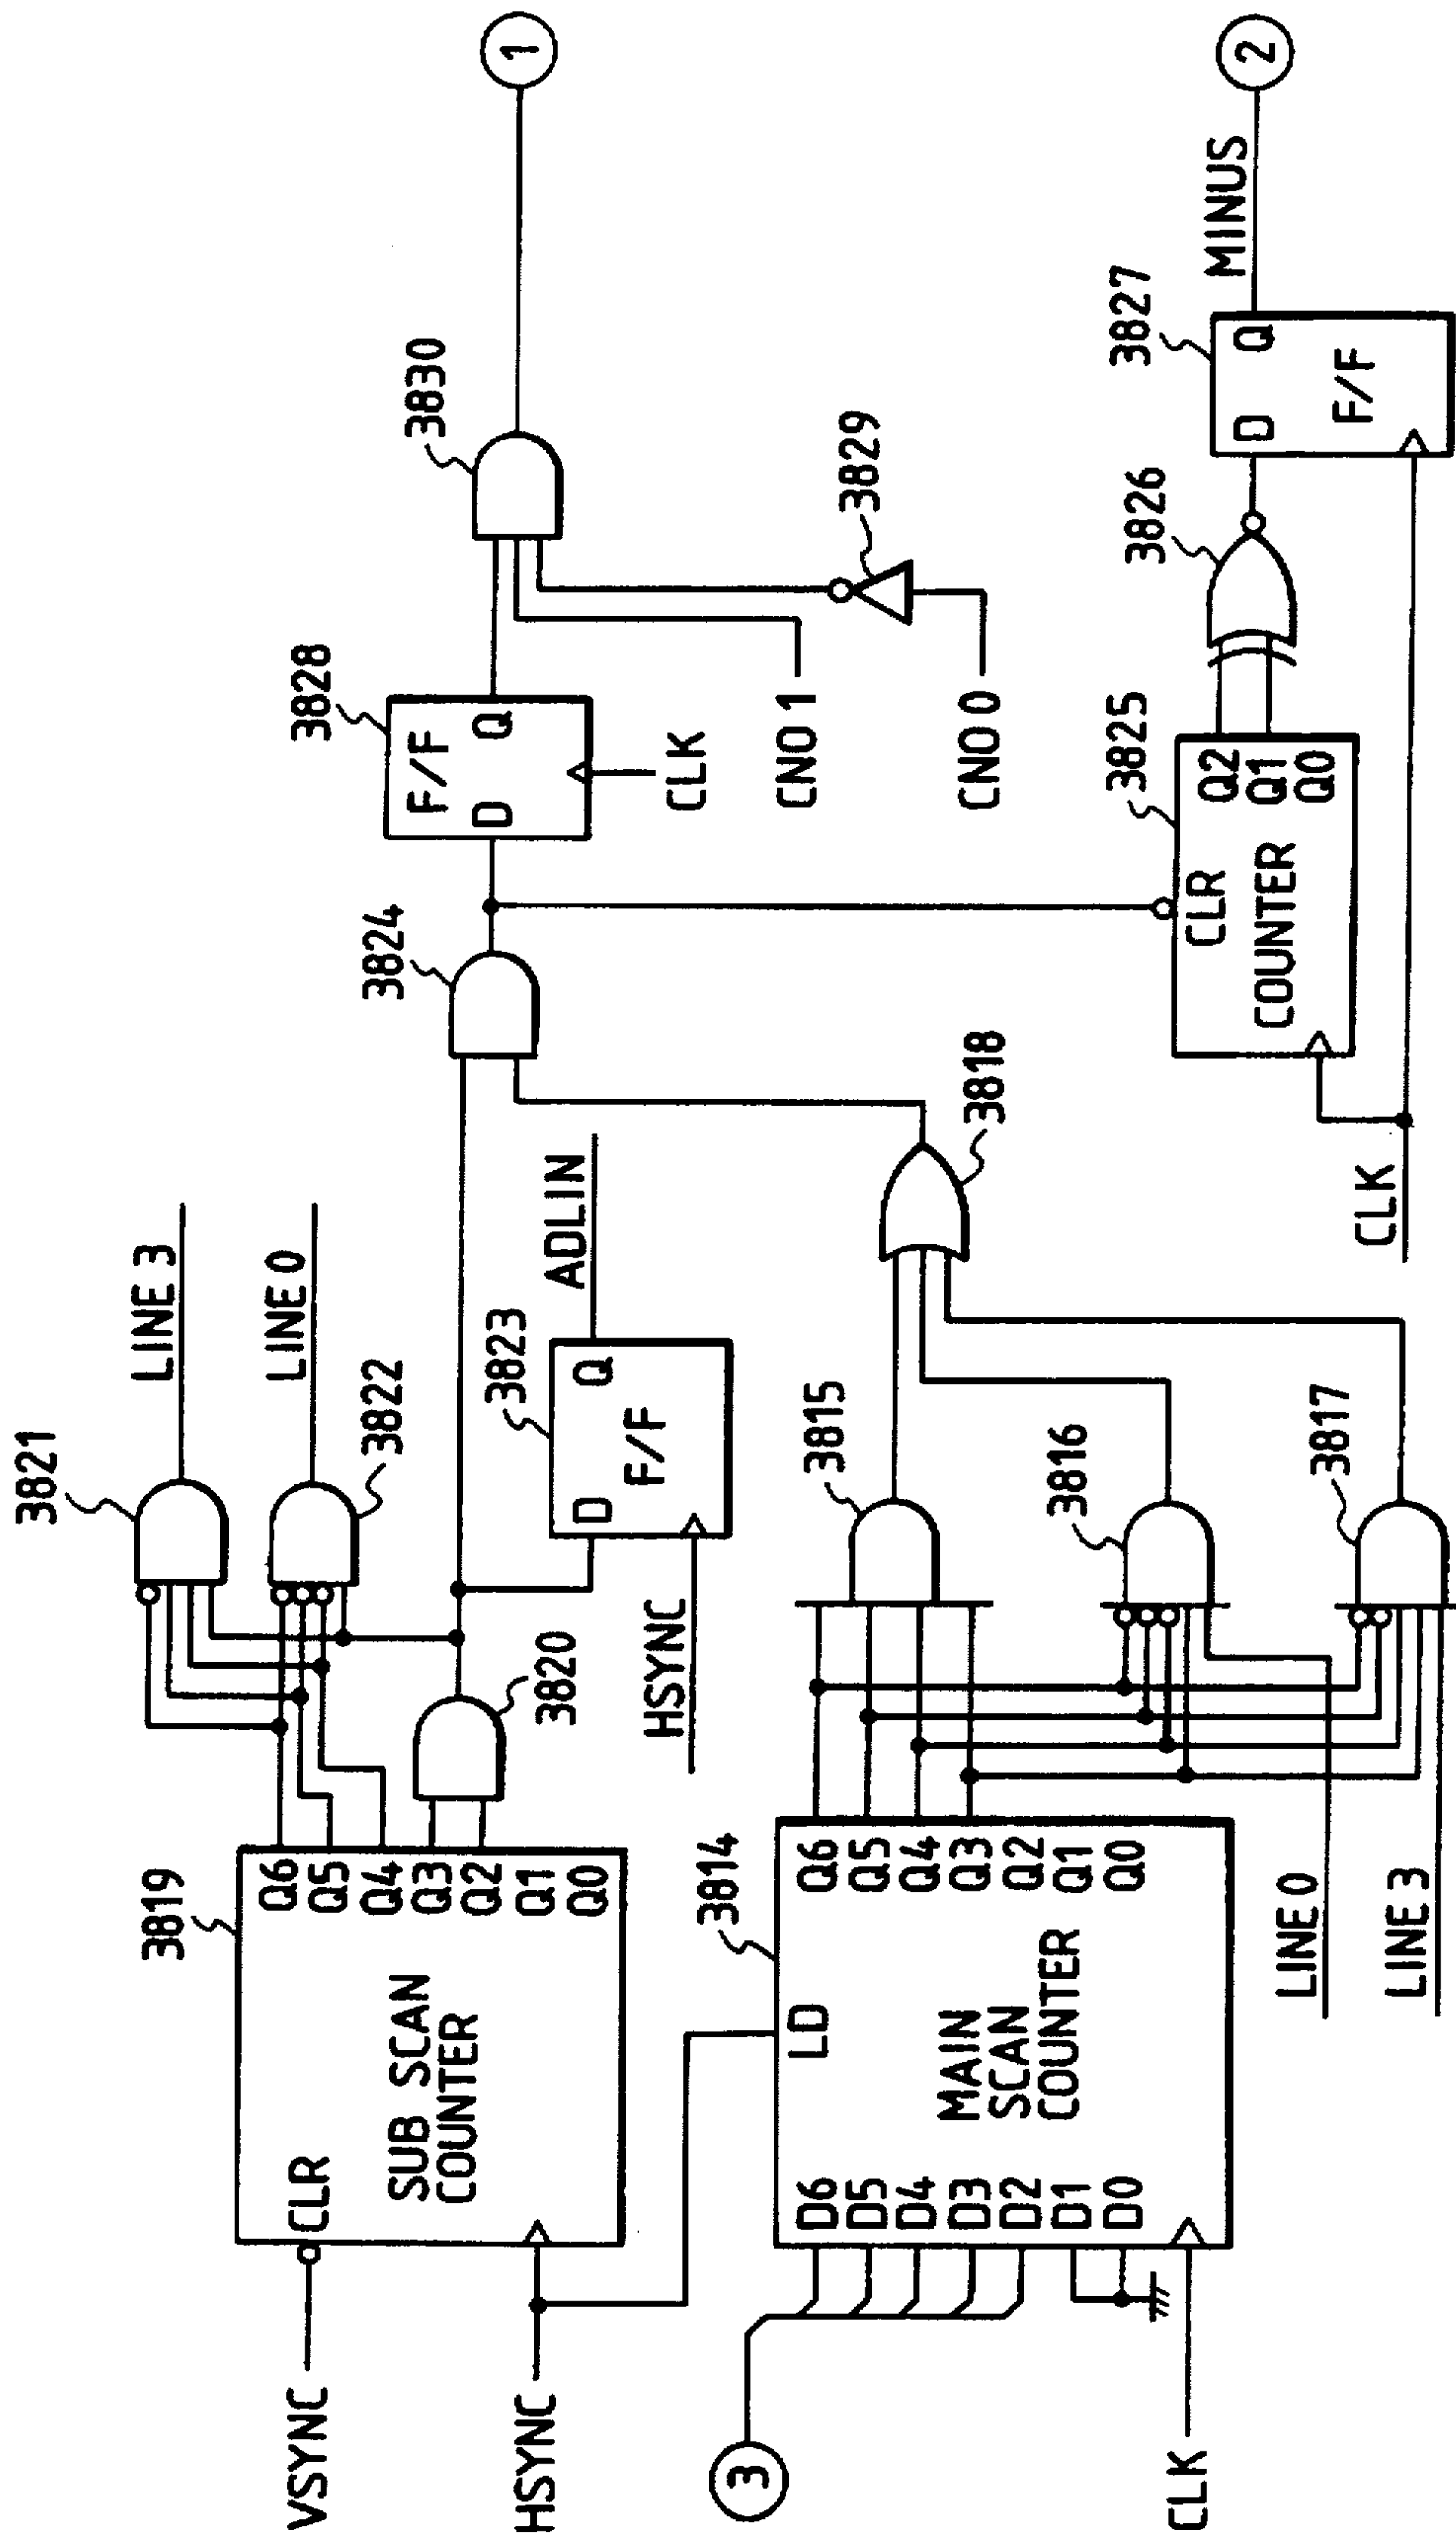 VSYNC
HSYNC
3
CLK
3819
CLR
SUB SCAN
COUNTER
Q6
Q5
Q4
Q3
Q2
Q1
Q0
3814
LD
D6
D5
D4
D3
D2
D1
D0
MAIN
SCAN
COUNTER
Q6
Q5
Q4
Q3
Q2
Q1
Q0
LINE 0
LINE 3
3820
3821
LINE 3
3822
LINE 0
HSYNC
3823
D
Q
F/F
ADLIN
3815
3816
3817
3818
3824
CLK
3825
CLR
COUNTER
Q2
Q1
Q0
3828
F/F
D
Q
CLK
CNO 1
CNO 0
3829
3830
1
3826
3827
D
Q
F/F
MINUS
2